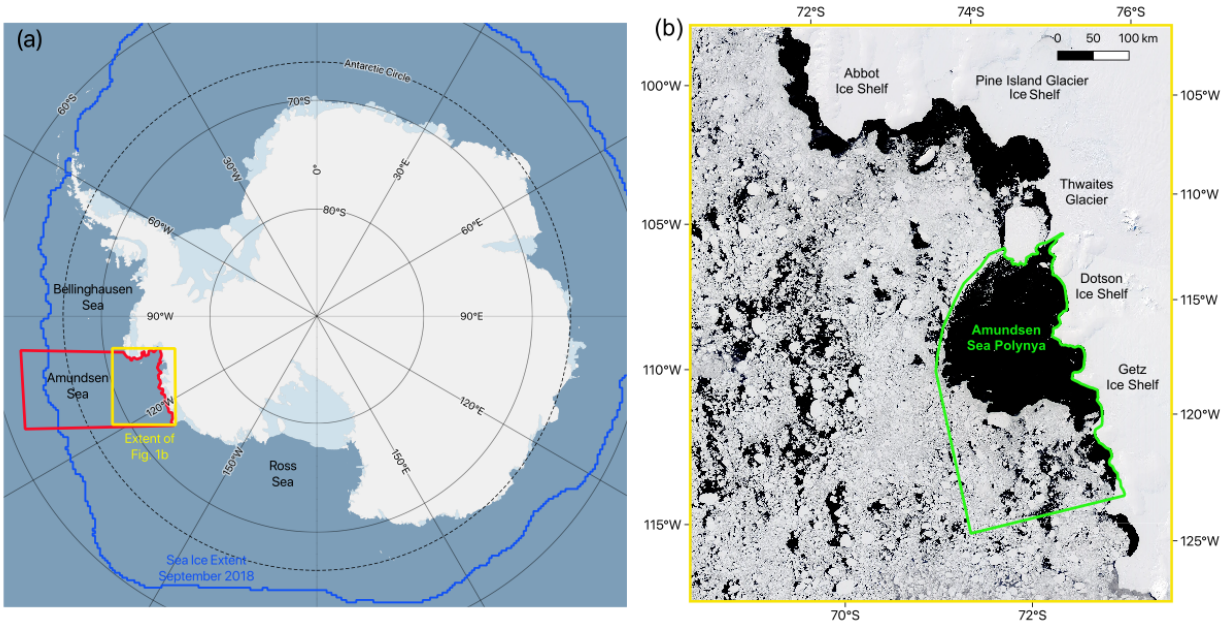 (a)
60°S
Antarctic Circle
70°S
30°W
0°
30°E
80°S
60°W
60°E
Bellinghausen
Sea
90°W
90°E
Amundsen
Sea
120°W
120°E
Extent of
Fig. 1b
150°W
Ross
Sea
150°E
Sea Ice Extent
September 2018
(b)
72°S
74°S
76°S
0 50 100 km
100°W
Abbot
Ice Shelf
Pine Island Glacier
Ice Shelf
105°W
Thwaites
Glacier
110°W
105°W
Dotson
Ice Shelf
115°W
Amundsen
Sea Polynya
110°W
Getz
Ice Shelf
120°W
115°W
125°W
70°S
72°S